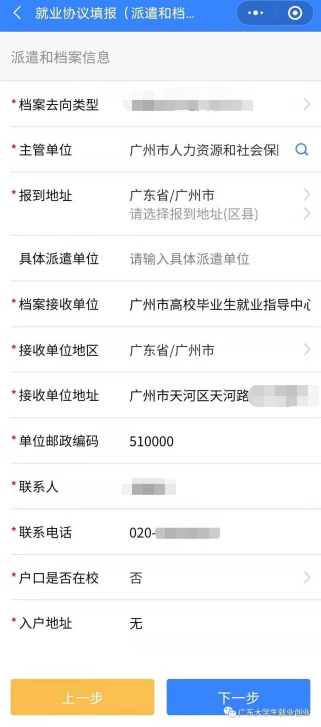 就业协议填报（派遣和档...
派遣和档案信息
*档案去向类型
*主管单位 广州市人力资源和社会保
*报到地址 广东省/广州市
请选择报到地址(区县)
具体派遣单位 请输入具体派遣单位
*档案接收单位 广州市高校毕业生就业指导中心
*接收单位地区 广东省/广州市
*接收单位地址 广州市天河区天河路
*单位邮政编码 510000
*联系人
*联系电话 020-
*户口是否在校 否
*入户地址 无
上一步 下一步
广东大学生就业创业